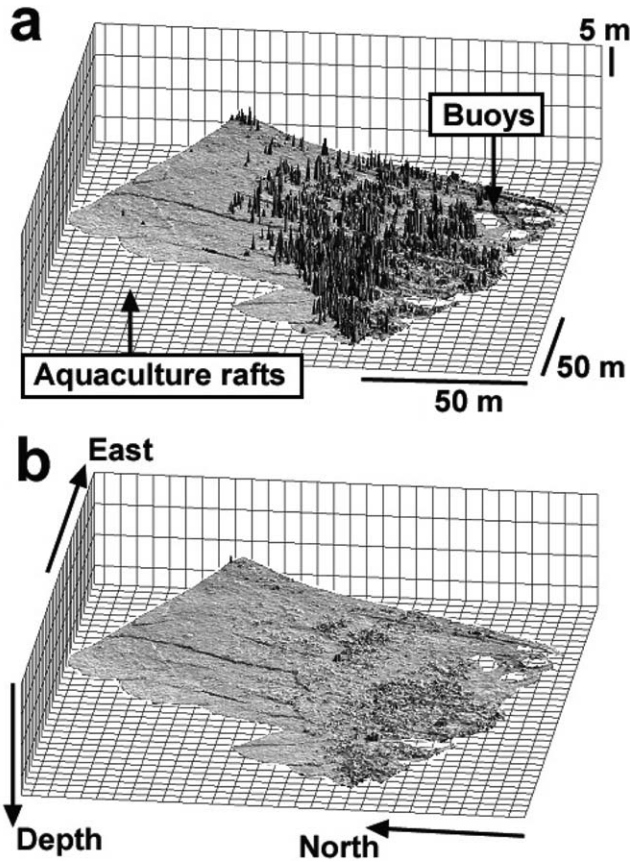 a
5 m
Buoys
Aquaculture rafts
50 m
50 m
b
East
Depth
North